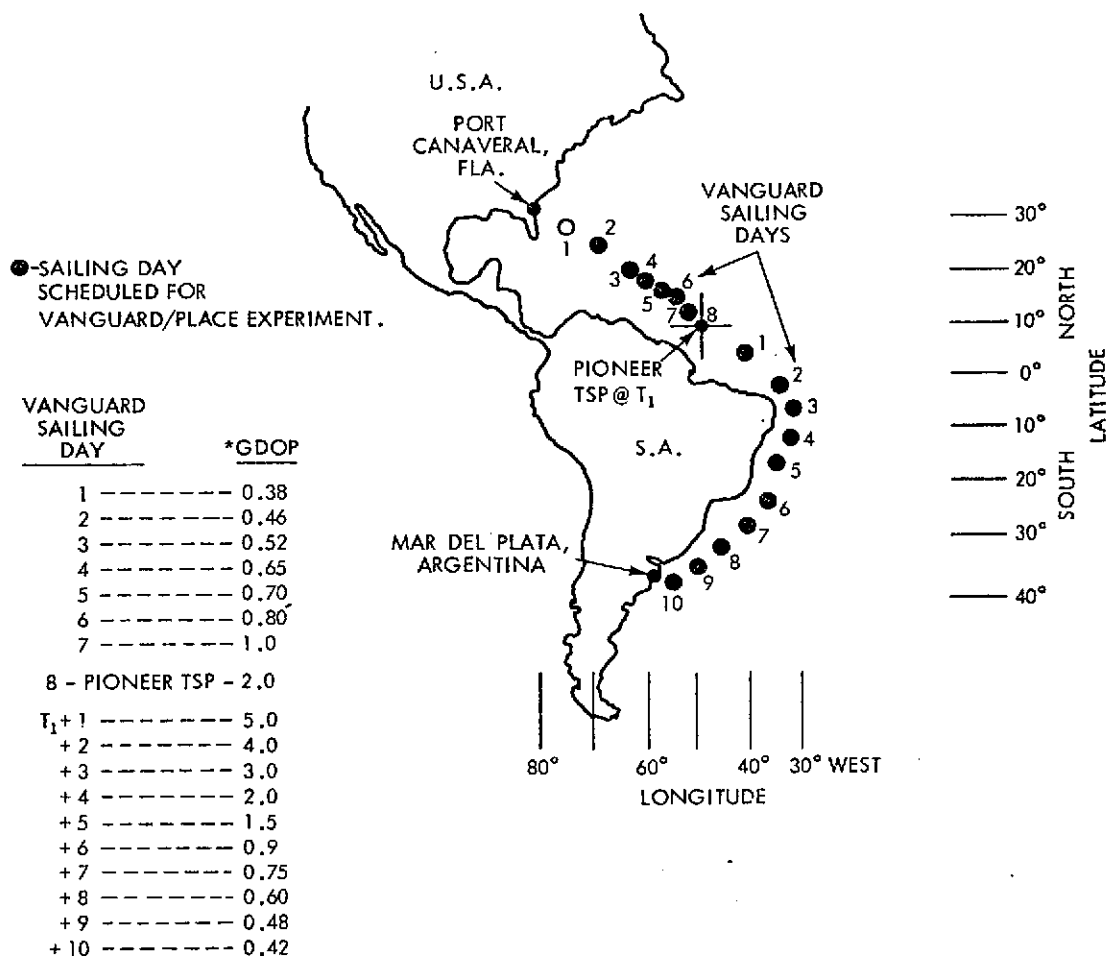 U.S.A.
PORT
CANAVERAL,
FLA.
VANGUARD
SAILING
DAYS
1
2
3
4
5
6
7
8
PIONEER
TSP @ T1
1
2
3
4
5
6
7
8
9
10
S.A.
MAR DEL PLATA,
ARGENTINA
●-SAILING DAY
SCHEDULED FOR
VANGUARD/PLACE EXPERIMENT.
VANGUARD
SAILING
DAY *GDOP
1 ------- 0.38
2 ------- 0.46
3 ------- 0.52
4 ------- 0.65
5 ------- 0.70
6 ------- 0.80
7 ------- 1.0
8 - PIONEER TSP - 2.0
T1+ 1 ------- 5.0
+ 2 ------- 4.0
+ 3 ------- 3.0
+ 4 ------- 2.0
+ 5 ------- 1.5
+ 6 ------- 0.9
+ 7 ------- 0.75
+ 8 ------- 0.60
+ 9 ------- 0.48
+ 10 ------- 0.42
30°
20°
10°
0°
10°
20°
30°
40°
NORTH
SOUTH
LATITUDE
80° 60° 40° 30° WEST
LONGITUDE